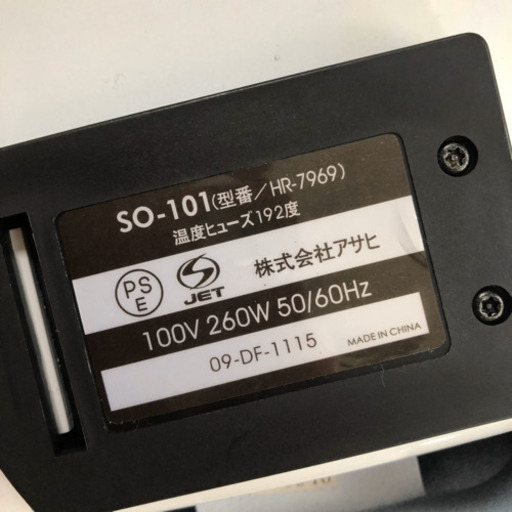 SO-101(型番/HR-7969)
温度ヒューズ192度
PS
E
JET
株式会社アサヒ
100V 260W 50/60Hz
09-DF-1115
MADE IN CHINA